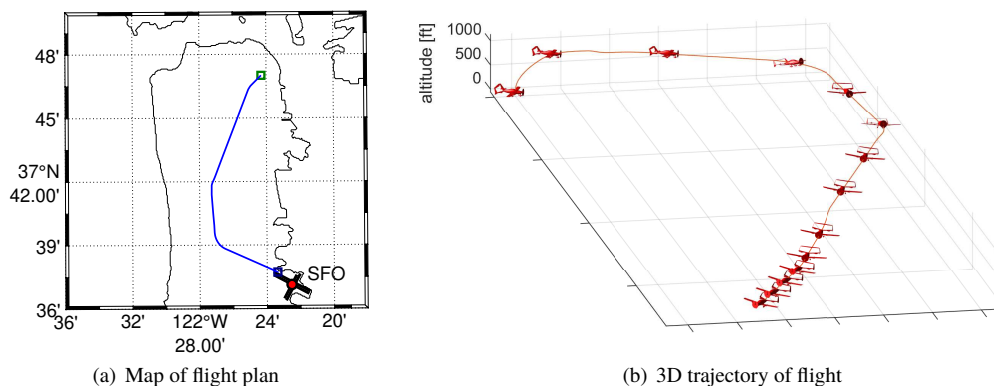 48'
45'
37°N
42.00'
39'
36'
36'
32'
122°W
28.00'
24'
20'
SFO
(a) Map of flight plan
1000
500
0
altitude [ft]
(b) 3D trajectory of flight